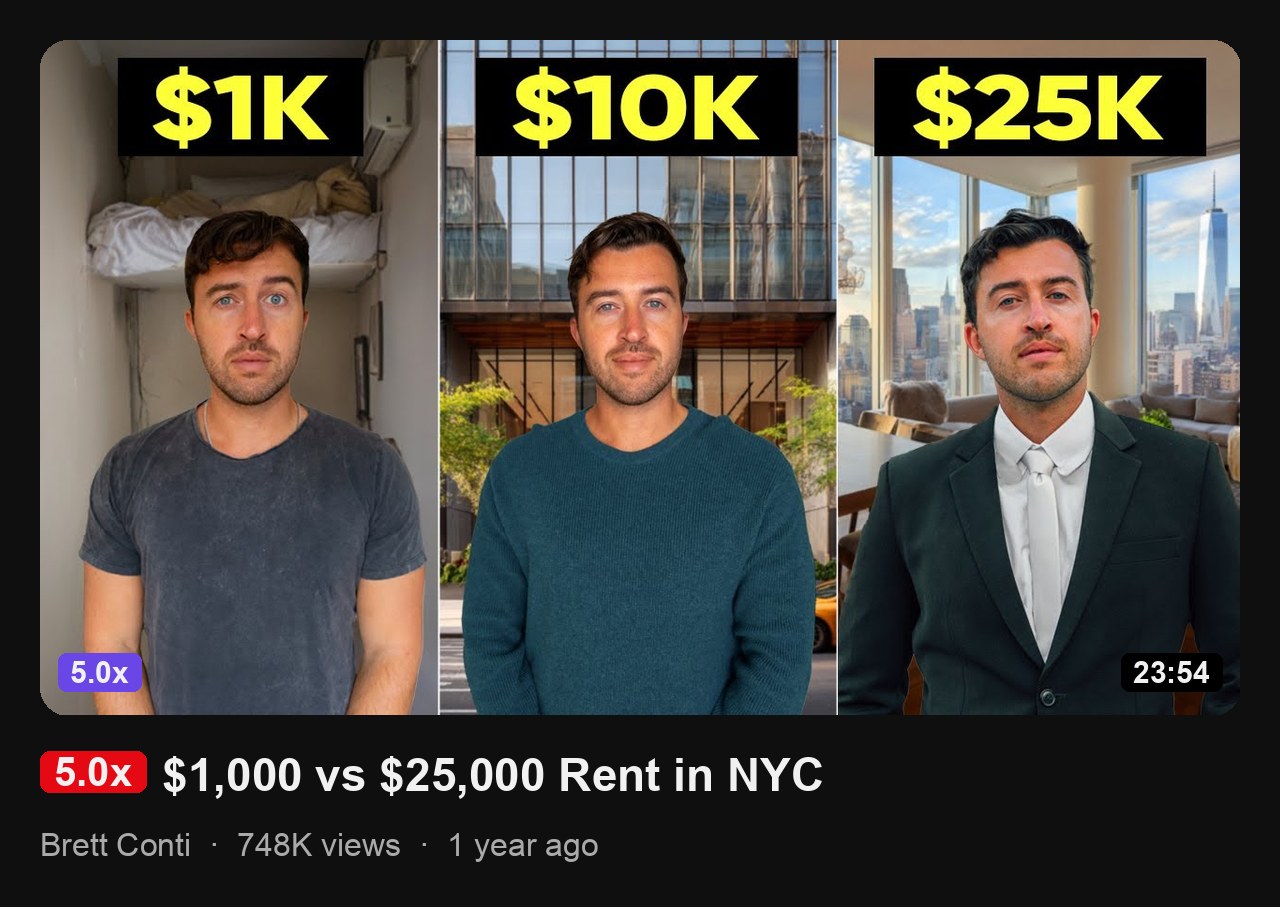 $1K $10K $25K
5.0x 23:54
5.0x $1,000 vs $25,000 Rent in NYC
Brett Conti · 748K views · 1 year ago